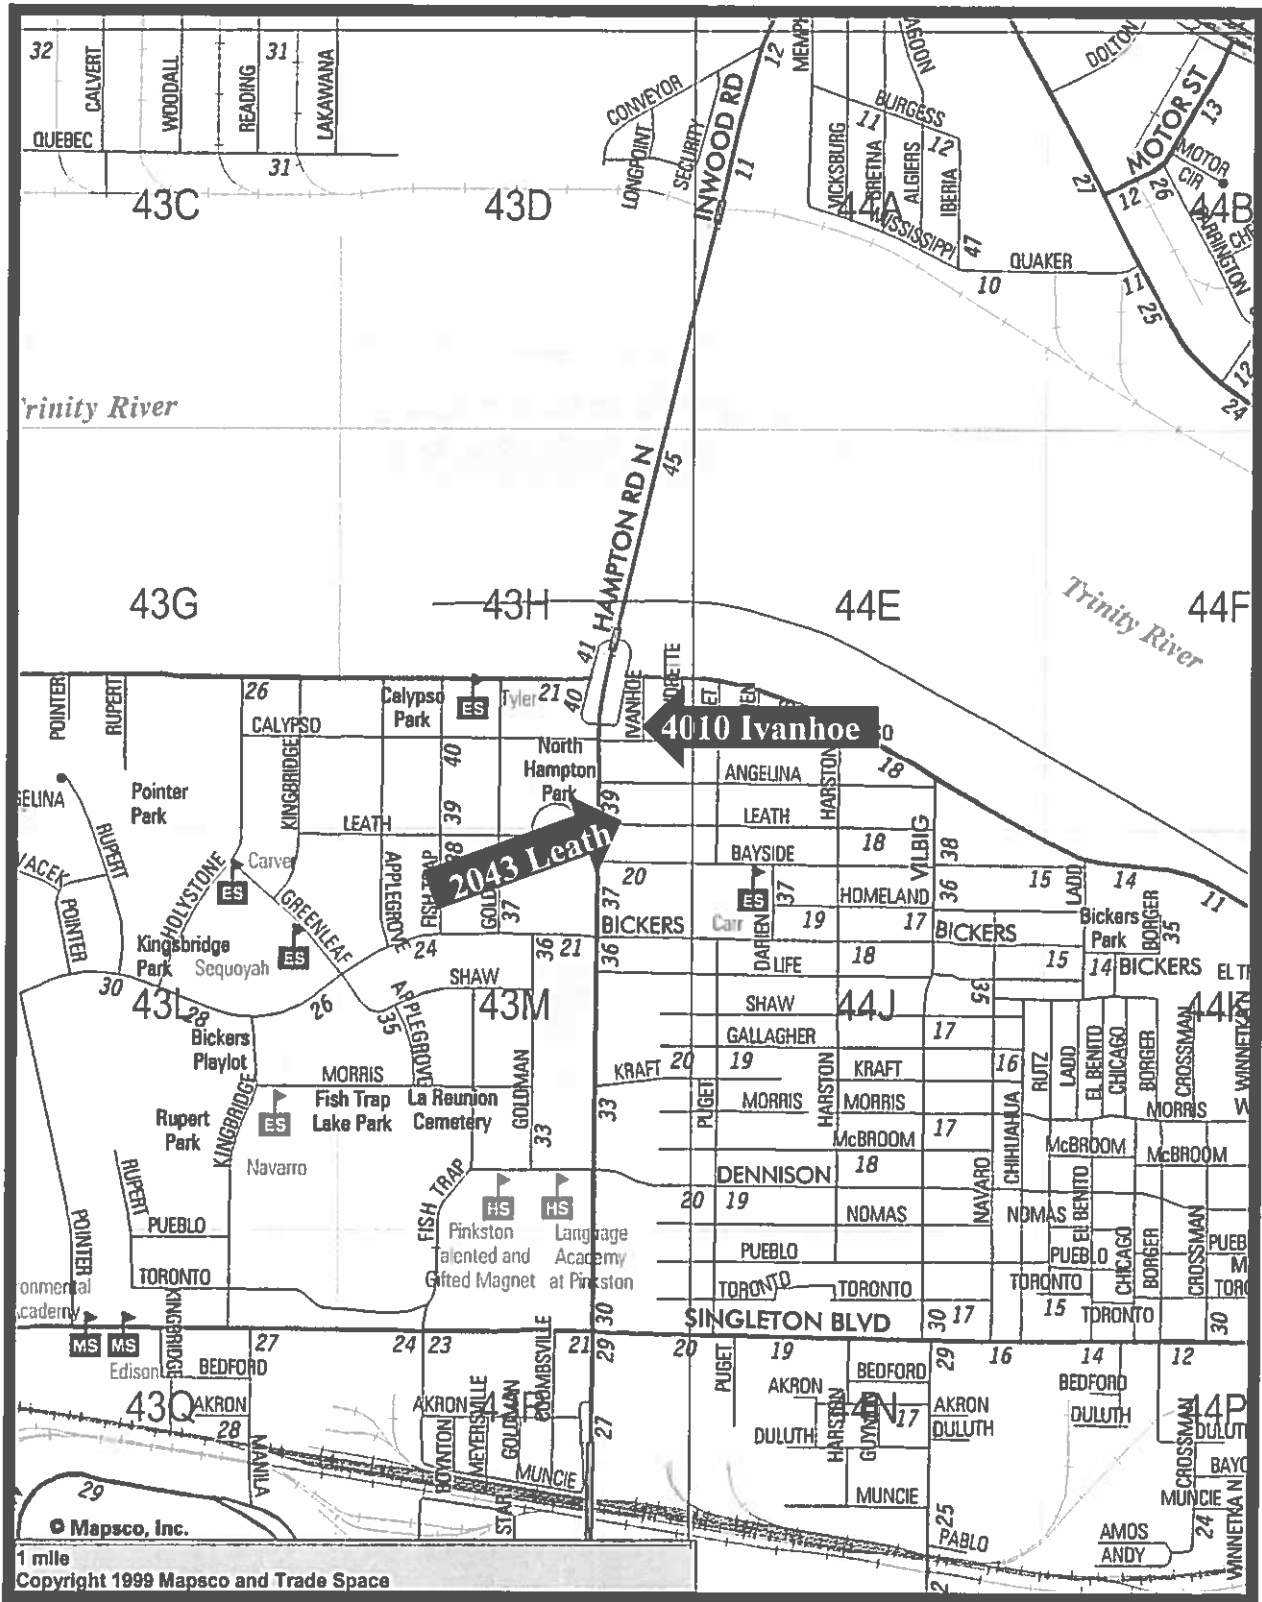 32
CALVERT
WOODALL
READING
31
LAKAWANA
QUEBEC
31
43C
43D
CONVEYOR
LONGPOINT
SECURITY
INWOOD RD
12
11
BURGESS
11
12
VICKSBURG
BRETNA
ALGIERS
IBERIA
44A
MISSISSIPPI
47
QUAKER
10
11
DOLTON
MOTOR ST
13
MOTOR
CIR
27
12
26
44B
25
12
24
Trinity River
HAMPTON RD N
45
43G
43H
44E
44F
Trinity River
41
40
POINTER
RUPERT
26
CALYPSO
KINGBRIDGE
Calypso
Park
ES
Tyler
21
IVANHOE
4010 Ivanhoe
40
North
Hampton
Park
39
ANGELINA
HARSTON
18
Pointer
Park
RUPERT
LEATH
39
2043 Leath
LEATH
18
VILBIG
38
BAYSIDE
20
HOLYSTONE
Carver
ES
GREENLEAF
APPLEGROVE
37
37
ES
Carr
37
HOMELAND
19
17
36
15
LADD
14
BORGER
35
11
POINTER
Kingsbridge
Park
Sequoyah
ES
24
36
21
BICKERS
36
DARIEN
LIFE
18
BICKERS
15
Bickers
Park
14
BICKERS
30
43L
28
26
SHAW
43M
APPLEGROVE
35
SHAW
44J
35
44K
Bickers
Playlot
GALLAGHER
17
KRAFT
20
19
KRAFT
16
RUTZ
LADD
EL BENITO
CHICAGO
BORGER
CROSSMAN
KINGBRIDGE
MORRIS
Fish Trap
Lake Park
La Reunion
Cemetery
GOLDMAN
33
33
PUGET
MORRIS
HARSTON
MORRIS
MORRIS
CHIHUAHUA
Rupert
Park
ES
Navarro
McBROOM
17
McBROOM
McBROOM
DENNISON
18
NAVARO
RUPERT
POINTER
PUEBLO
TORONTO
FISH TRAP
HS
HS
Pinkston
Talented and
Gifted Magnet
Language
Academy
at Pinkston
20
19
NOMAS
NOMAS
EL BENITO
PUEBLO
PUEBLO
CHICAGO
BORGER
CROSSMAN
TORONTO
TORONTO
TORONTO
15
TORONTO
30
SINGLETON BLVD
30
17
30
MS
MS
Edison
KINGBRIDGE
BEDFORD
27
24
23
COOMBSVILLE
21
29
20
PUGET
19
BEDFORD
29
16
14
BEDFORD
12
43Q
AKRON
28
MANILA
AKRON
BOYNTON
MEYERSVILLE
GOLDMAN
MUNCIE
STAR
27
AKRON
DULUTH
HARSTON
GUYMON
17
AKRON
DULUTH
DULUTH
CROSSMAN
44P
MUNCIE
25
PABLO
MUNCIE
24
WINNETKA N
AMOS
ANDY
29
© Mapsco, Inc.
1 mile
Copyright 1999 Mapsco and Trade Space